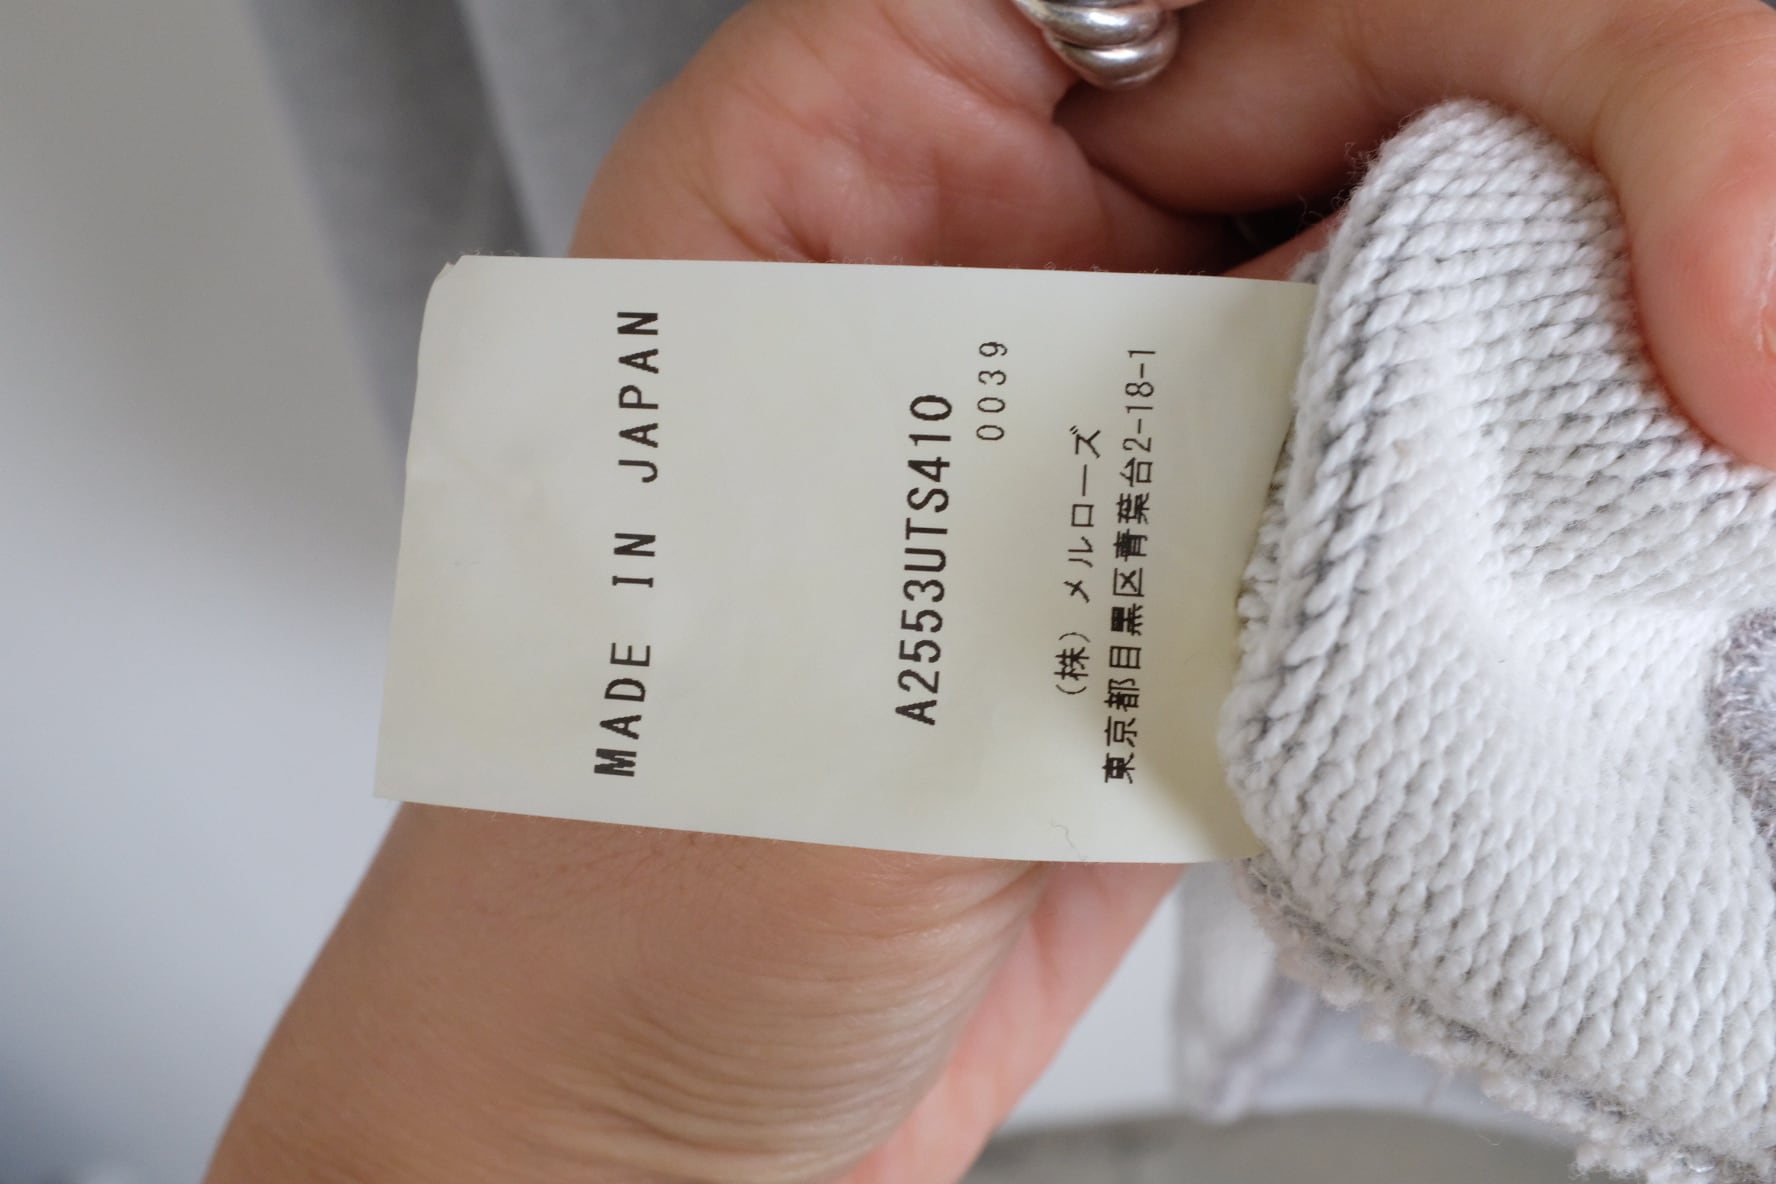 MADE IN JAPAN
A2553UTS410
0039
(株) メルローズ
東京都目黒区青葉台2-18-1